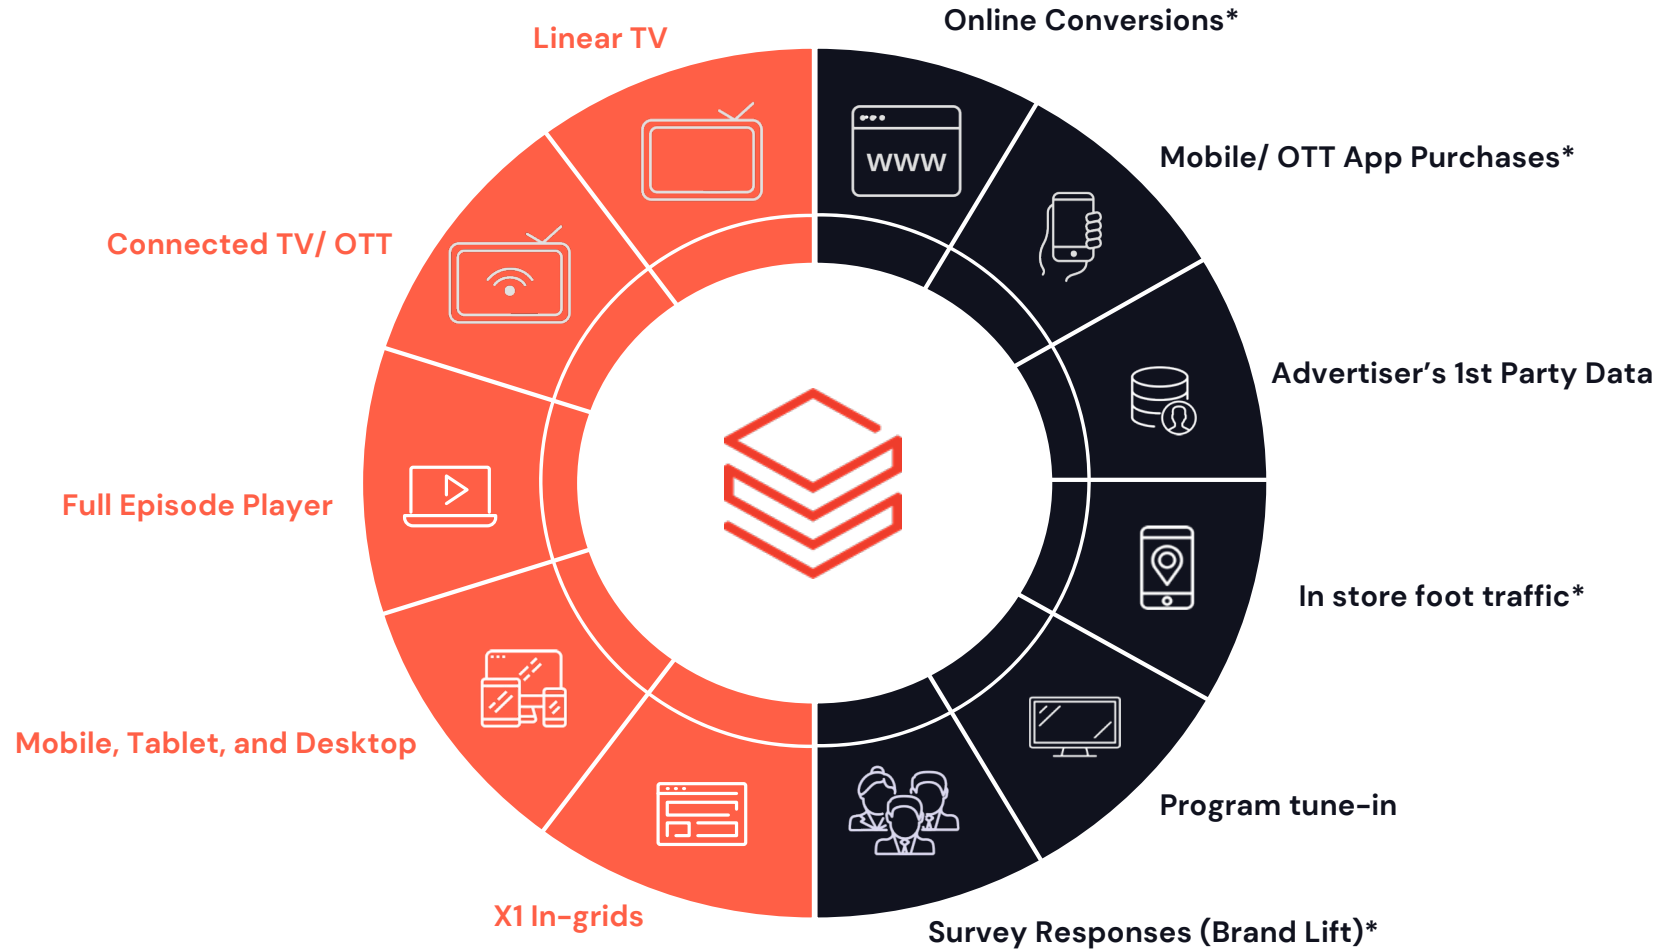 Online Conversions*
Linear TV
Mobile/ OTT App Purchases*
WWW
Connected TV/ OTT
Advertiser's 1st Party Data
Full Episode Player
In store foot traffic*
Mobile, Tablet, and Desktop
Program tune-in
X1 In-grids
Survey Responses (Brand Lift)*